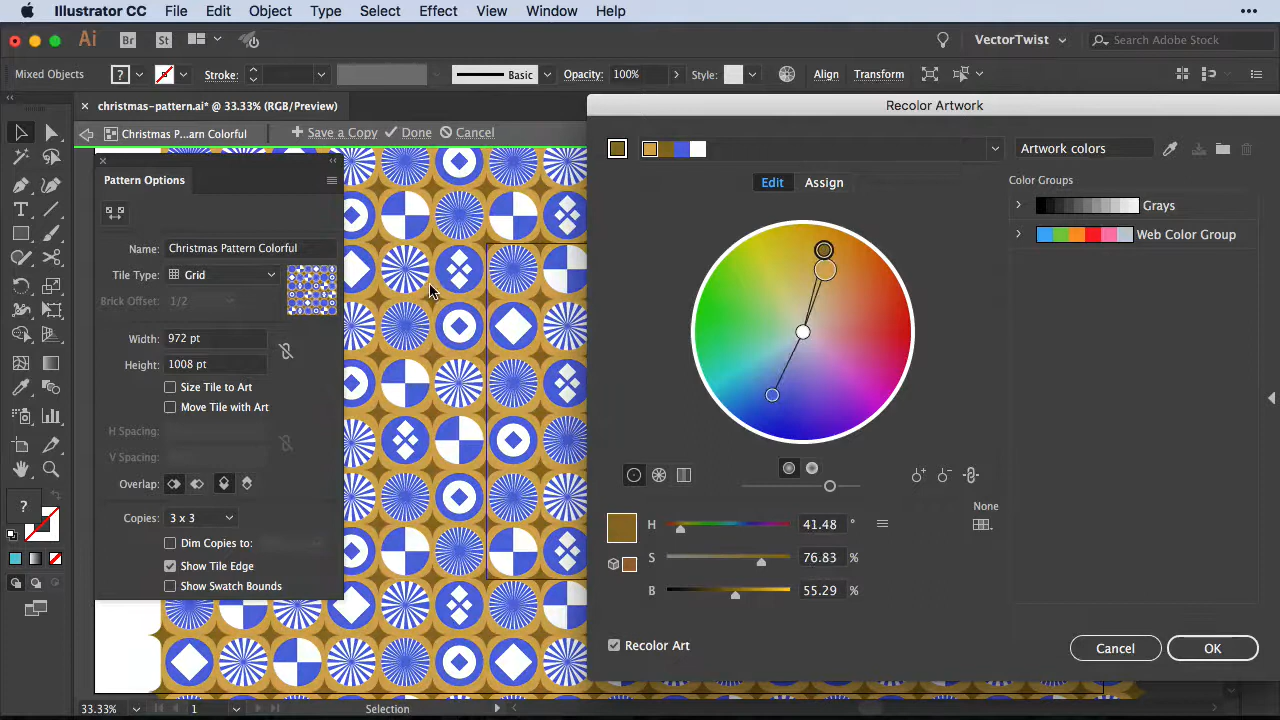 Illustrator CC File Edit Object Type Select Effect View Window Help •••
Ai Br St VectorTwist Search Adobe Stock
Mixed Objects ? Stroke: Basic Opacity: 100% Style: Align Transform
christmas-pattern.ai* @ 33.33% (RGB/Preview)
Christmas P...arn Colorful Save a Copy Done Cancel
Pattern Options
Name: Christmas Pattern Colorful
Tile Type: Grid
Brick Offset: 1/2
Width: 972 pt
Height: 1008 pt
Size Tile to Art
Move Tile with Art
H Spacing:
V Spacing:
Overlap:
Copies: 3 x 3
Dim Copies to:
Show Tile Edge
Show Swatch Bounds
?
33.33% 1 Selection
Recolor Artwork
Artwork colors
Edit Assign
Color Groups
Grays
Web Color Group
None
H 41.48 °
S 76.83 %
B 55.29 %
Recolor Art
Cancel OK